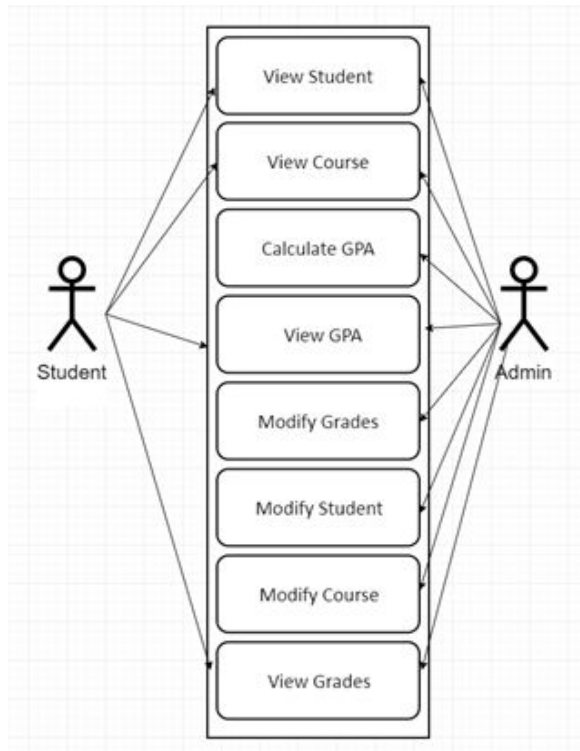 View Student
View Course
Calculate GPA
View GPA
Modify Grades
Modify Student
Modify Course
View Grades
Student
Admin